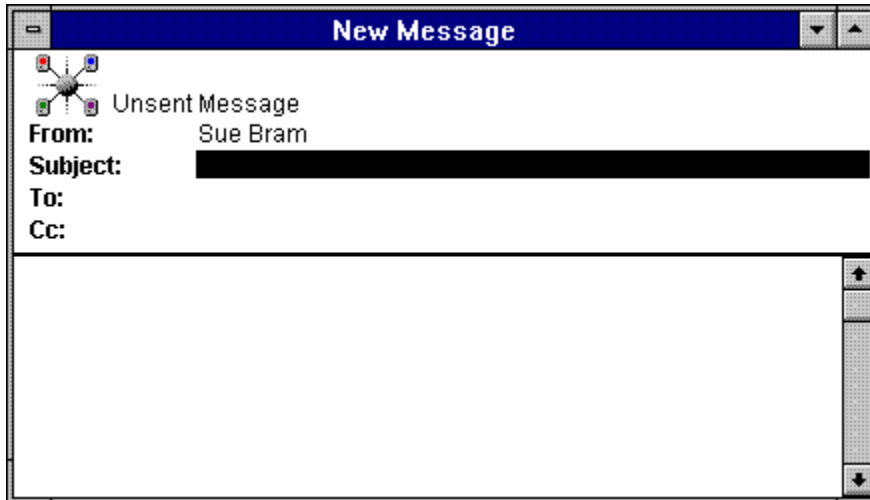 New Message
Unsent Message
From: Sue Bram
Subject:
To:
Cc: